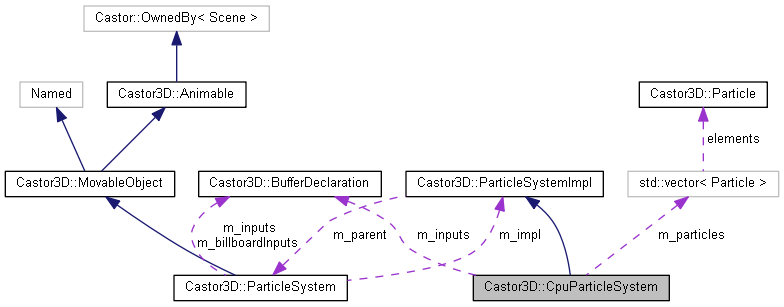 Castor::OwnedBy< Scene >
Named
Castor3D::Animable
Castor3D::Particle
elements
Castor3D::MovableObject
Castor3D::BufferDeclaration
Castor3D::ParticleSystemImpl
std::vector< Particle >
m_inputs
m_billboardInputs
m_parent
m_inputs
m_impl
m_particles
Castor3D::ParticleSystem
Castor3D::CpuParticleSystem